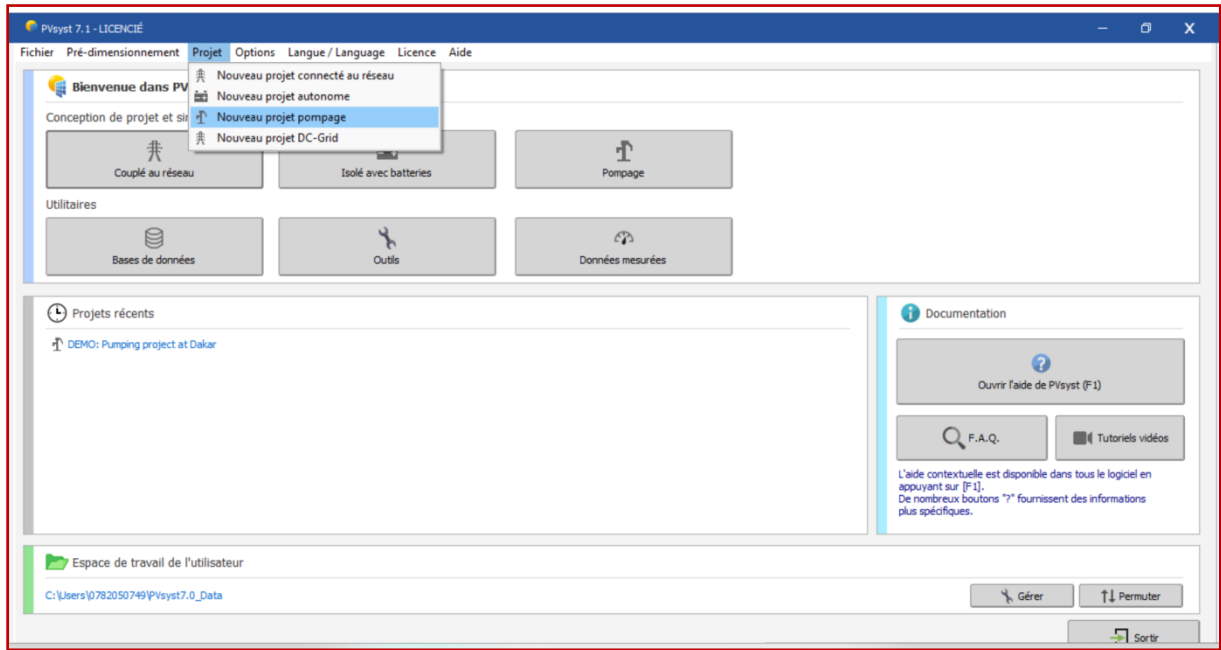 PVsyst 7.1 - LICENCIÉ
Fichier Pré-dimensionnement Projet Options Langue / Language Licence Aide
Nouveau projet connecté au réseau
Nouveau projet autonome
Nouveau projet pompage
Nouveau projet DC-Grid
Bienvenue dans PV
Conception de projet et si
Couplé au réseau
Isolé avec batteries
Pompage
Utilitaires
Bases de données
Outils
Données mesurées
Projets récents
DEMO: Pumping project at Dakar
Documentation
Ouvrir l'aide de PVsyst (F1)
F.A.Q.
Tutoriels vidéos
L'aide contextuelle est disponible dans tous le logiciel en
appuyant sur [F1].
De nombreux boutons "?" fournissent des informations
plus spécifiques.
Espace de travail de l'utilisateur
C:\Users\0782050749\PVsyst7.0_Data
Gérer
Permuter
Sortir